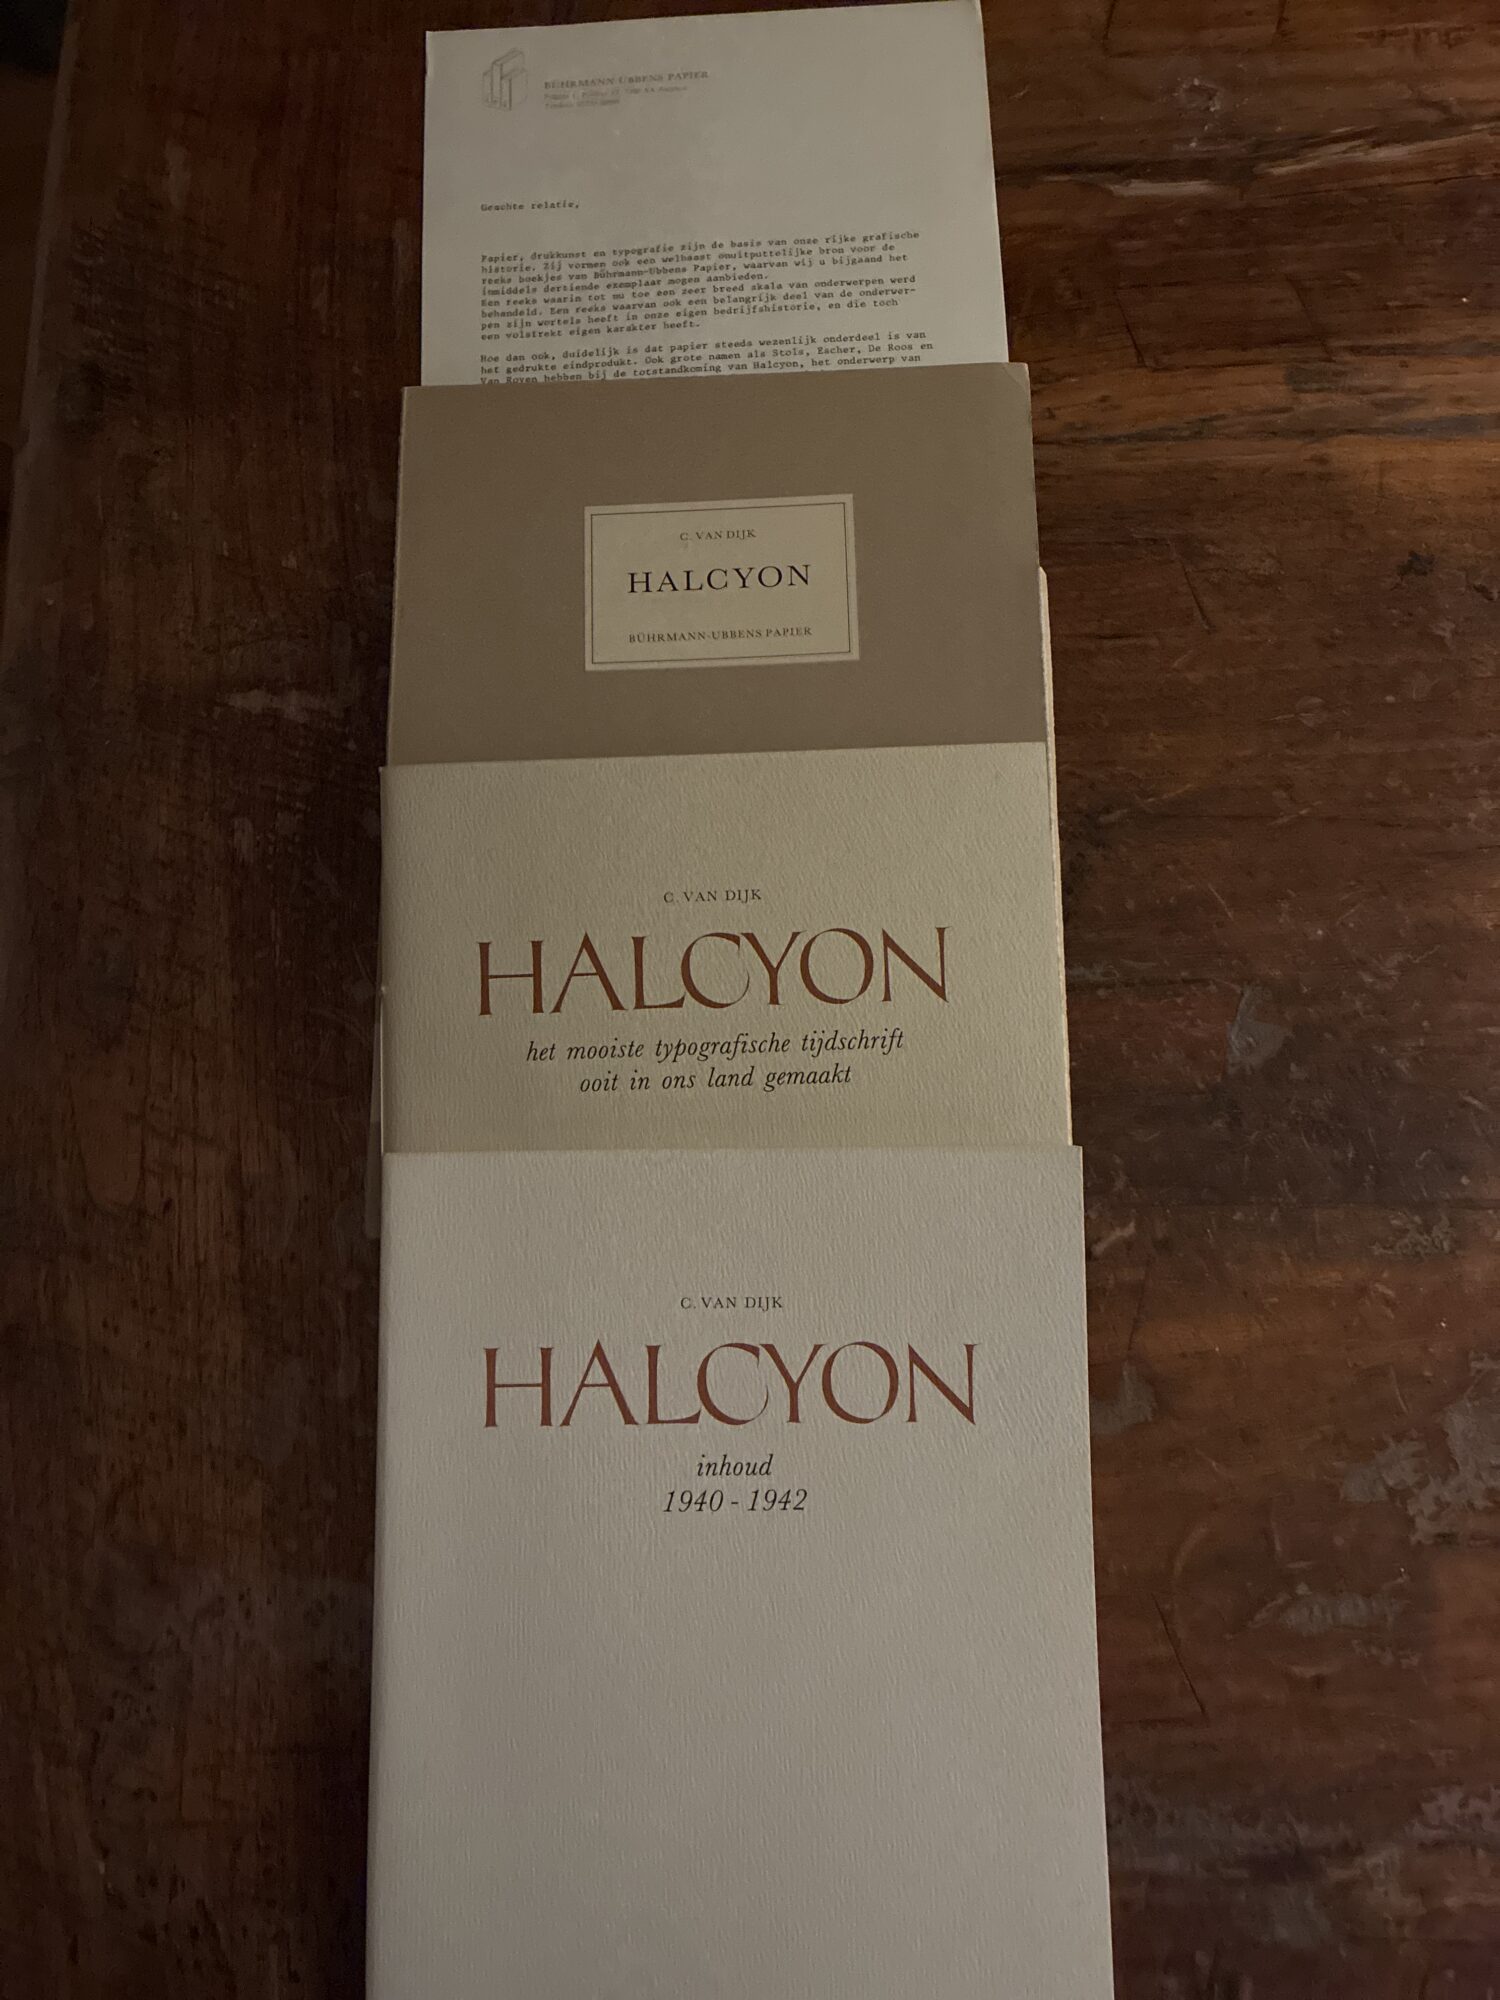 BÜHRMANN-UBBENS PAPIER
Geachte relatie,
Papier, drukkunst en typografie zijn de basis van onze rijke grafische
historie. Zij vormen ook een welhaast onuitputtelijke bron voor de
reeks boekjes van Bührmann-Ubbens Papier, waarvan wij u bijgaand het
inmiddels dertiende exemplaar mogen aanbieden.
Een reeks waarin tot nu toe een zeer breed skala van onderwerpen werd
behandeld. Een reeks waarvan ook een belangrijk deel van de onderwer-
pen zijn wortels heeft in onze eigen bedrijfshistorie, en die toch
een volstrekt eigen karakter heeft.
Hoe dan ook, duidelijk is dat papier steeds wezenlijk onderdeel is van
het gedrukte eindprodukt. Ook grote namen als Stols, Escher, De Roos en
Van Royen hebben bij de totstandkoming van Halcyon, het onderwerp van
C. VAN DIJK
HALCYON
BÜHRMANN-UBBENS PAPIER
C. VAN DIJK
HALCYON
het mooiste typografische tijdschrift
ooit in ons land gemaakt
C. VAN DIJK
HALCYON
inhoud
1940 - 1942